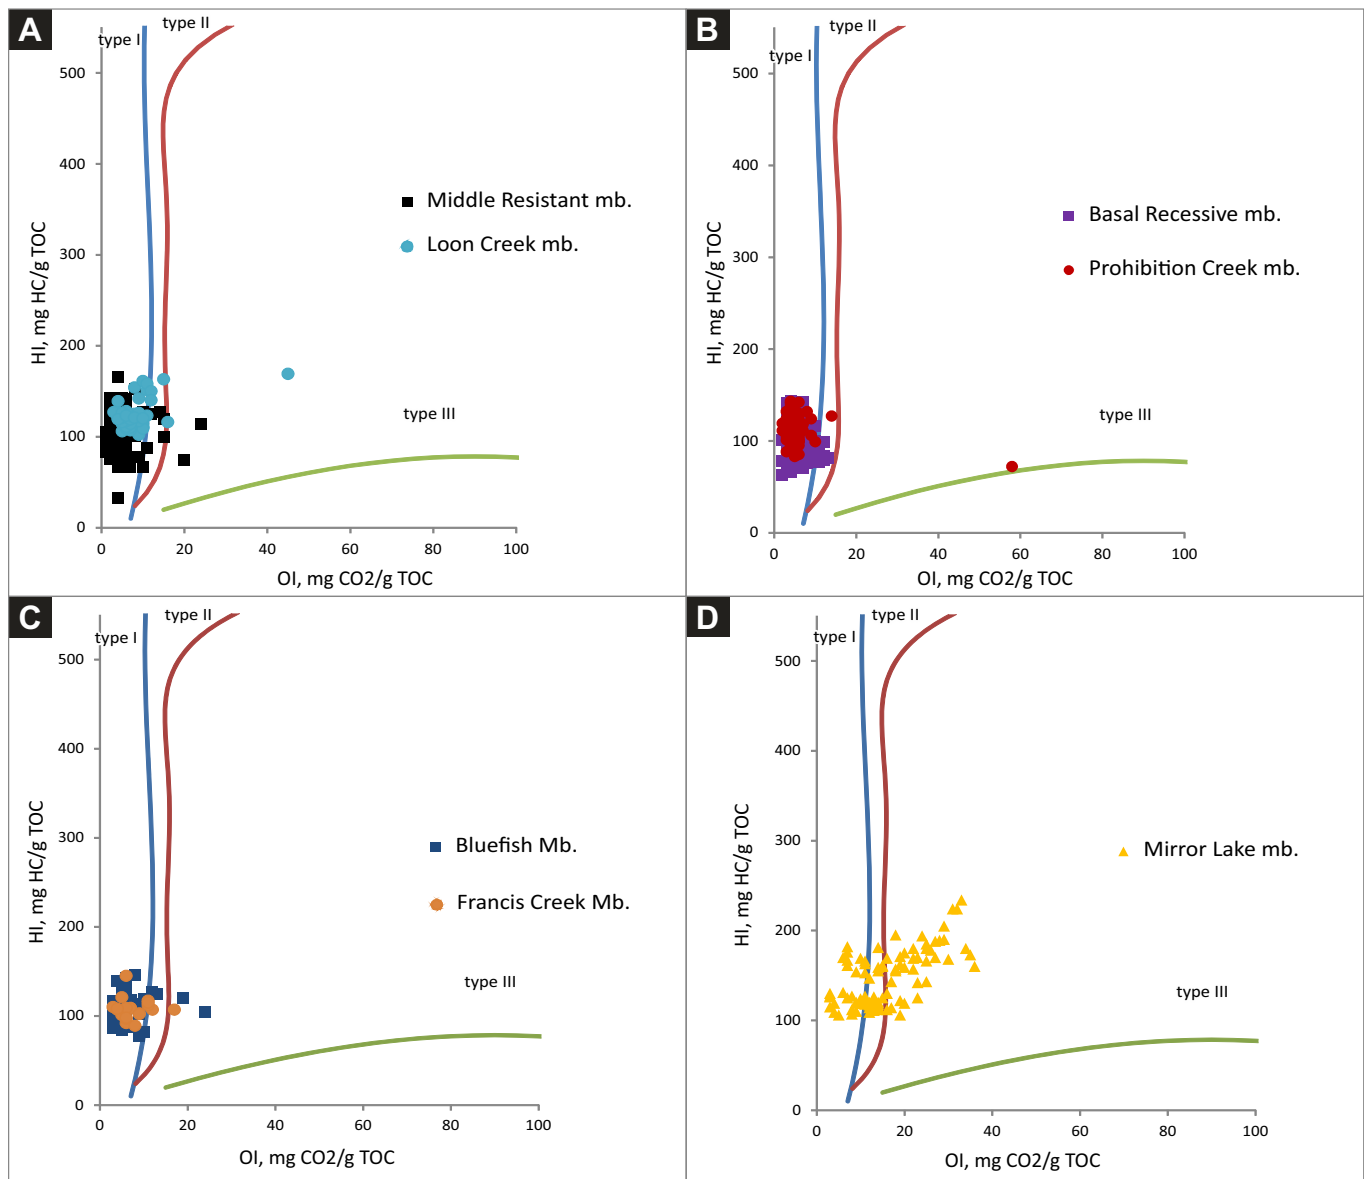 A
type II
type I
500
400
300
200
100
0
HI, mg HC/g TOC
Middle Resistant mb.
Loon Creek mb.
type III
0 20 40 60 80 100
OI, mg CO2/g TOC
B
type II
type I
500
400
300
200
100
0
HI, mg HC/g TOC
Basal Recessive mb.
Prohibition Creek mb.
type III
0 20 40 60 80 100
OI, mg CO2/g TOC
C
type II
type I
500
400
300
200
100
0
HI, mg HC/g TOC
Bluefish Mb.
Francis Creek Mb.
type III
0 20 40 60 80 100
OI, mg CO2/g TOC
D
type II
type I
500
400
300
200
100
0
HI, mg HC/g TOC
Mirror Lake mb.
type III
0 20 40 60 80 100
OI, mg CO2/g TOC